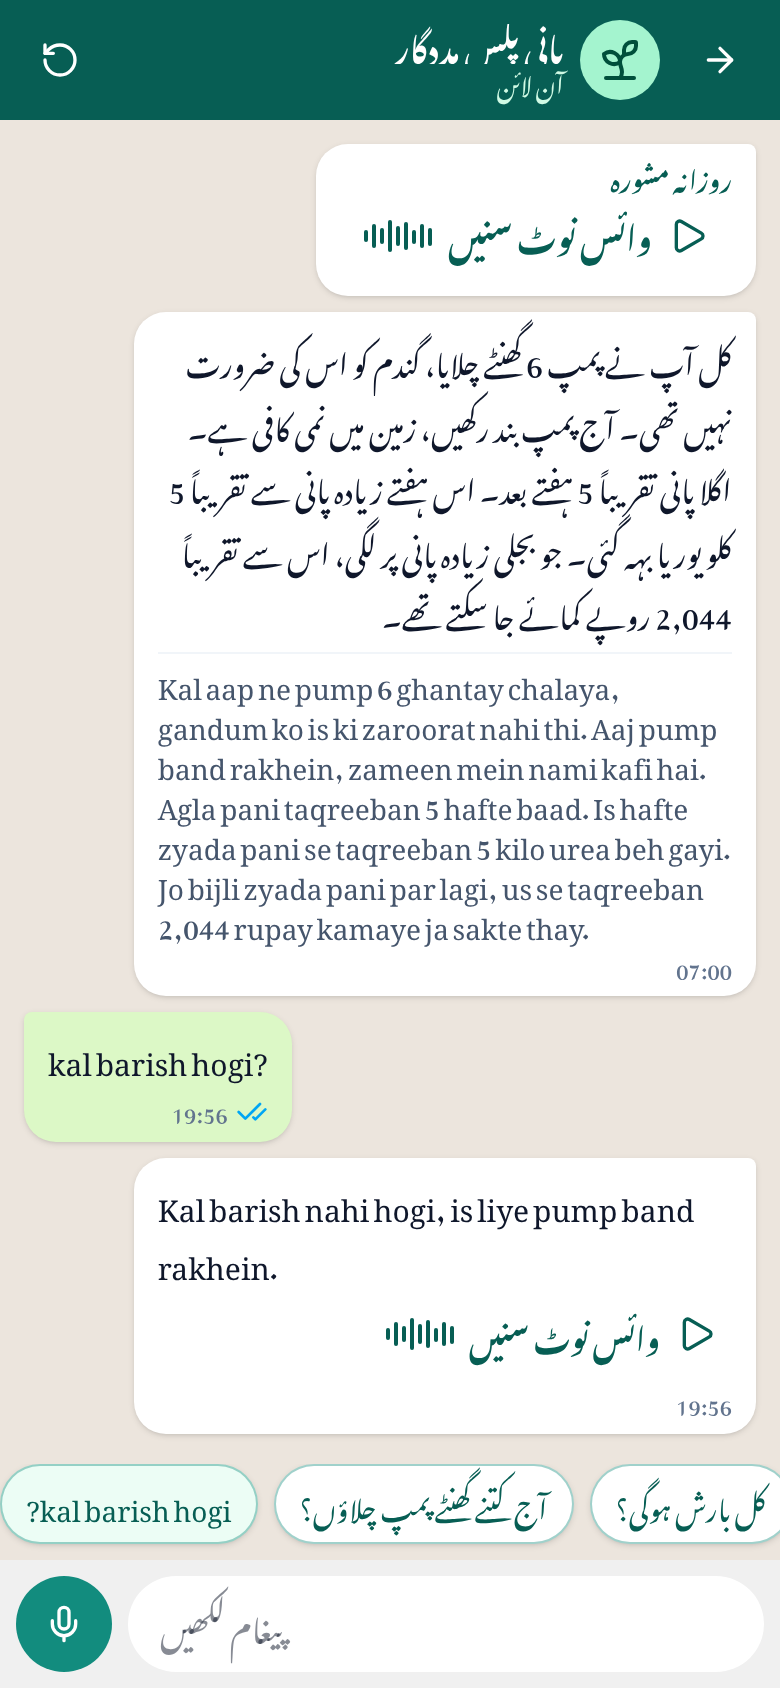 پانی پلس، مددگار
آن لائن
روزانہ مشورہ
وائس نوٹ سنیں
کل آپ نے پمپ 6 گھنٹے چلایا، گندم کو اس کی ضرورت
نہیں تھی۔ آج پمپ بند رکھیں، زمین میں نمی کافی ہے۔
اگلا پانی تقریباً 5 ہفتے بعد۔ اس ہفتے زیادہ پانی سے تقریباً 5
کلو یوریا بہہ گئی۔ جو بجلی زیادہ پانی پر لگی، اس سے تقریباً
2,044 روپے کمائے جا سکتے تھے۔
Kal aap ne pump 6 ghantay chalaya,
gandum ko is ki zaroorat nahi thi. Aaj pump
band rakhein, zameen mein nami kafi hai.
Agla pani taqreeban 5 hafte baad. Is hafte
zyada pani se taqreeban 5 kilo urea beh gayi.
Jo bijli zyada pani par lagi, us se taqreeban
2,044 rupay kamaye ja sakte thay.
07:00
kal barish hogi?
19:56
Kal barish nahi hogi, is liye pump band
rakhein.
وائس نوٹ سنیں
19:56
کل بارش ہوگی؟
آج کتنے گھنٹے پمپ چلاؤں؟
?kal barish hogi
پیغام لکھیں